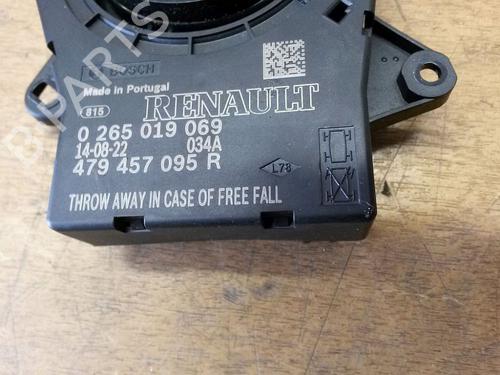 BOSCH
Made in Portugal
815
RENAULT
0 265 019 069
14-08-22 034A
479 457 095 R
L78
THROW AWAY IN CASE OF FREE FALL
B-PARTS